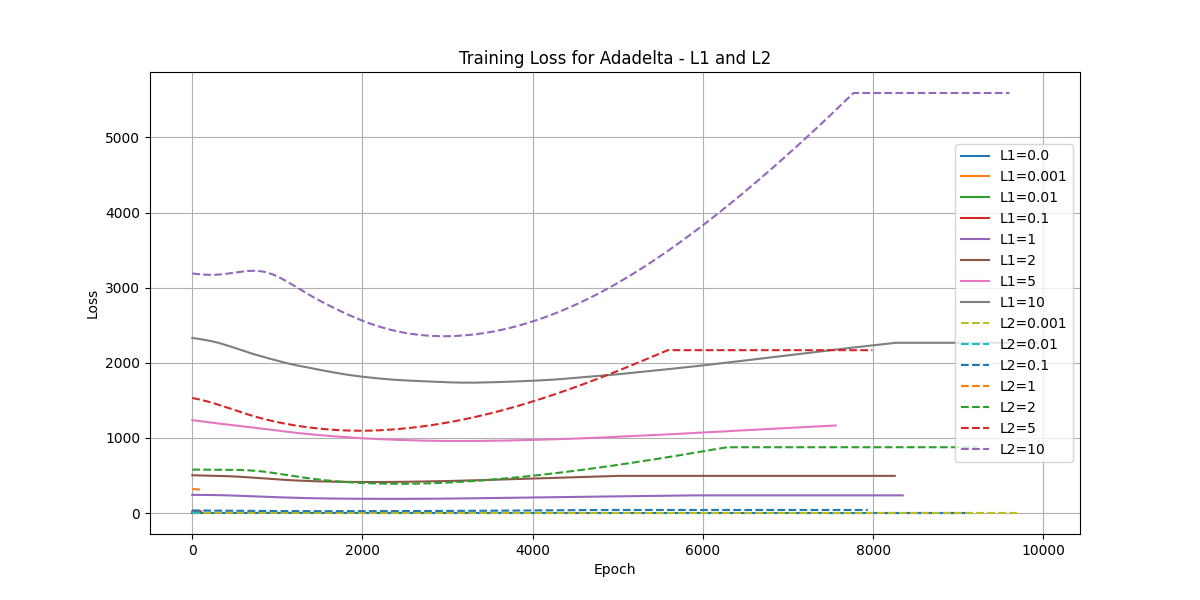 Training Loss for Adadelta - L1 and L2
Loss
5000
4000
3000
2000
1000
0
L1=0.0
L1=0.001
L1=0.01
L1=0.1
L1=1
L1=2
L1=5
L1=10
L2=0.001
L2=0.01
L2=0.1
L2=1
L2=2
L2=5
L2=10
0
2000
4000
6000
8000
10000
Epoch